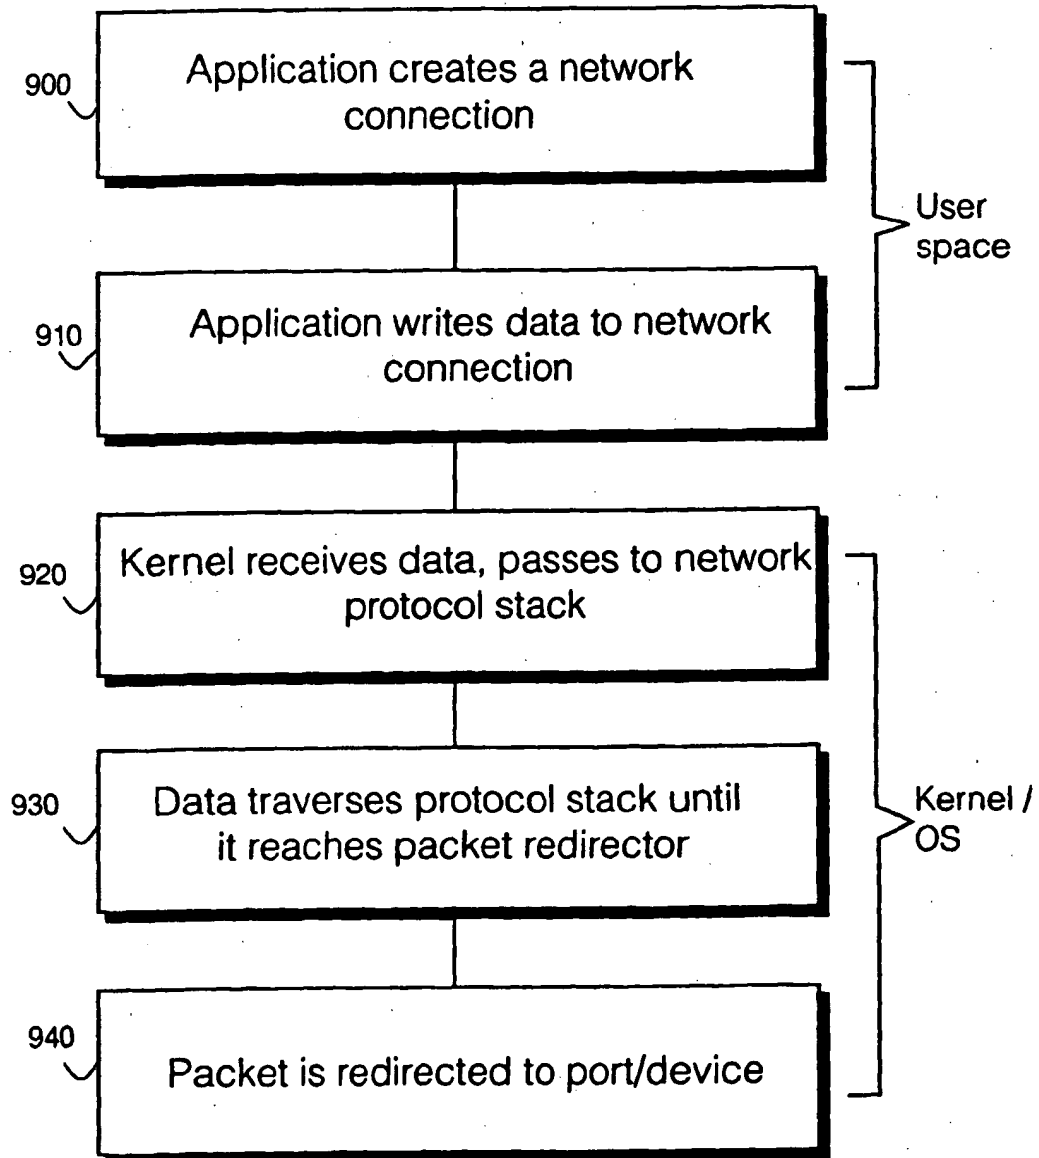 900
Application creates a network
connection
User
space
910
Application writes data to network
connection
920
Kernel receives data, passes to network
protocol stack
930
Data traverses protocol stack until
it reaches packet redirector
Kernel /
OS
940
Packet is redirected to port/device